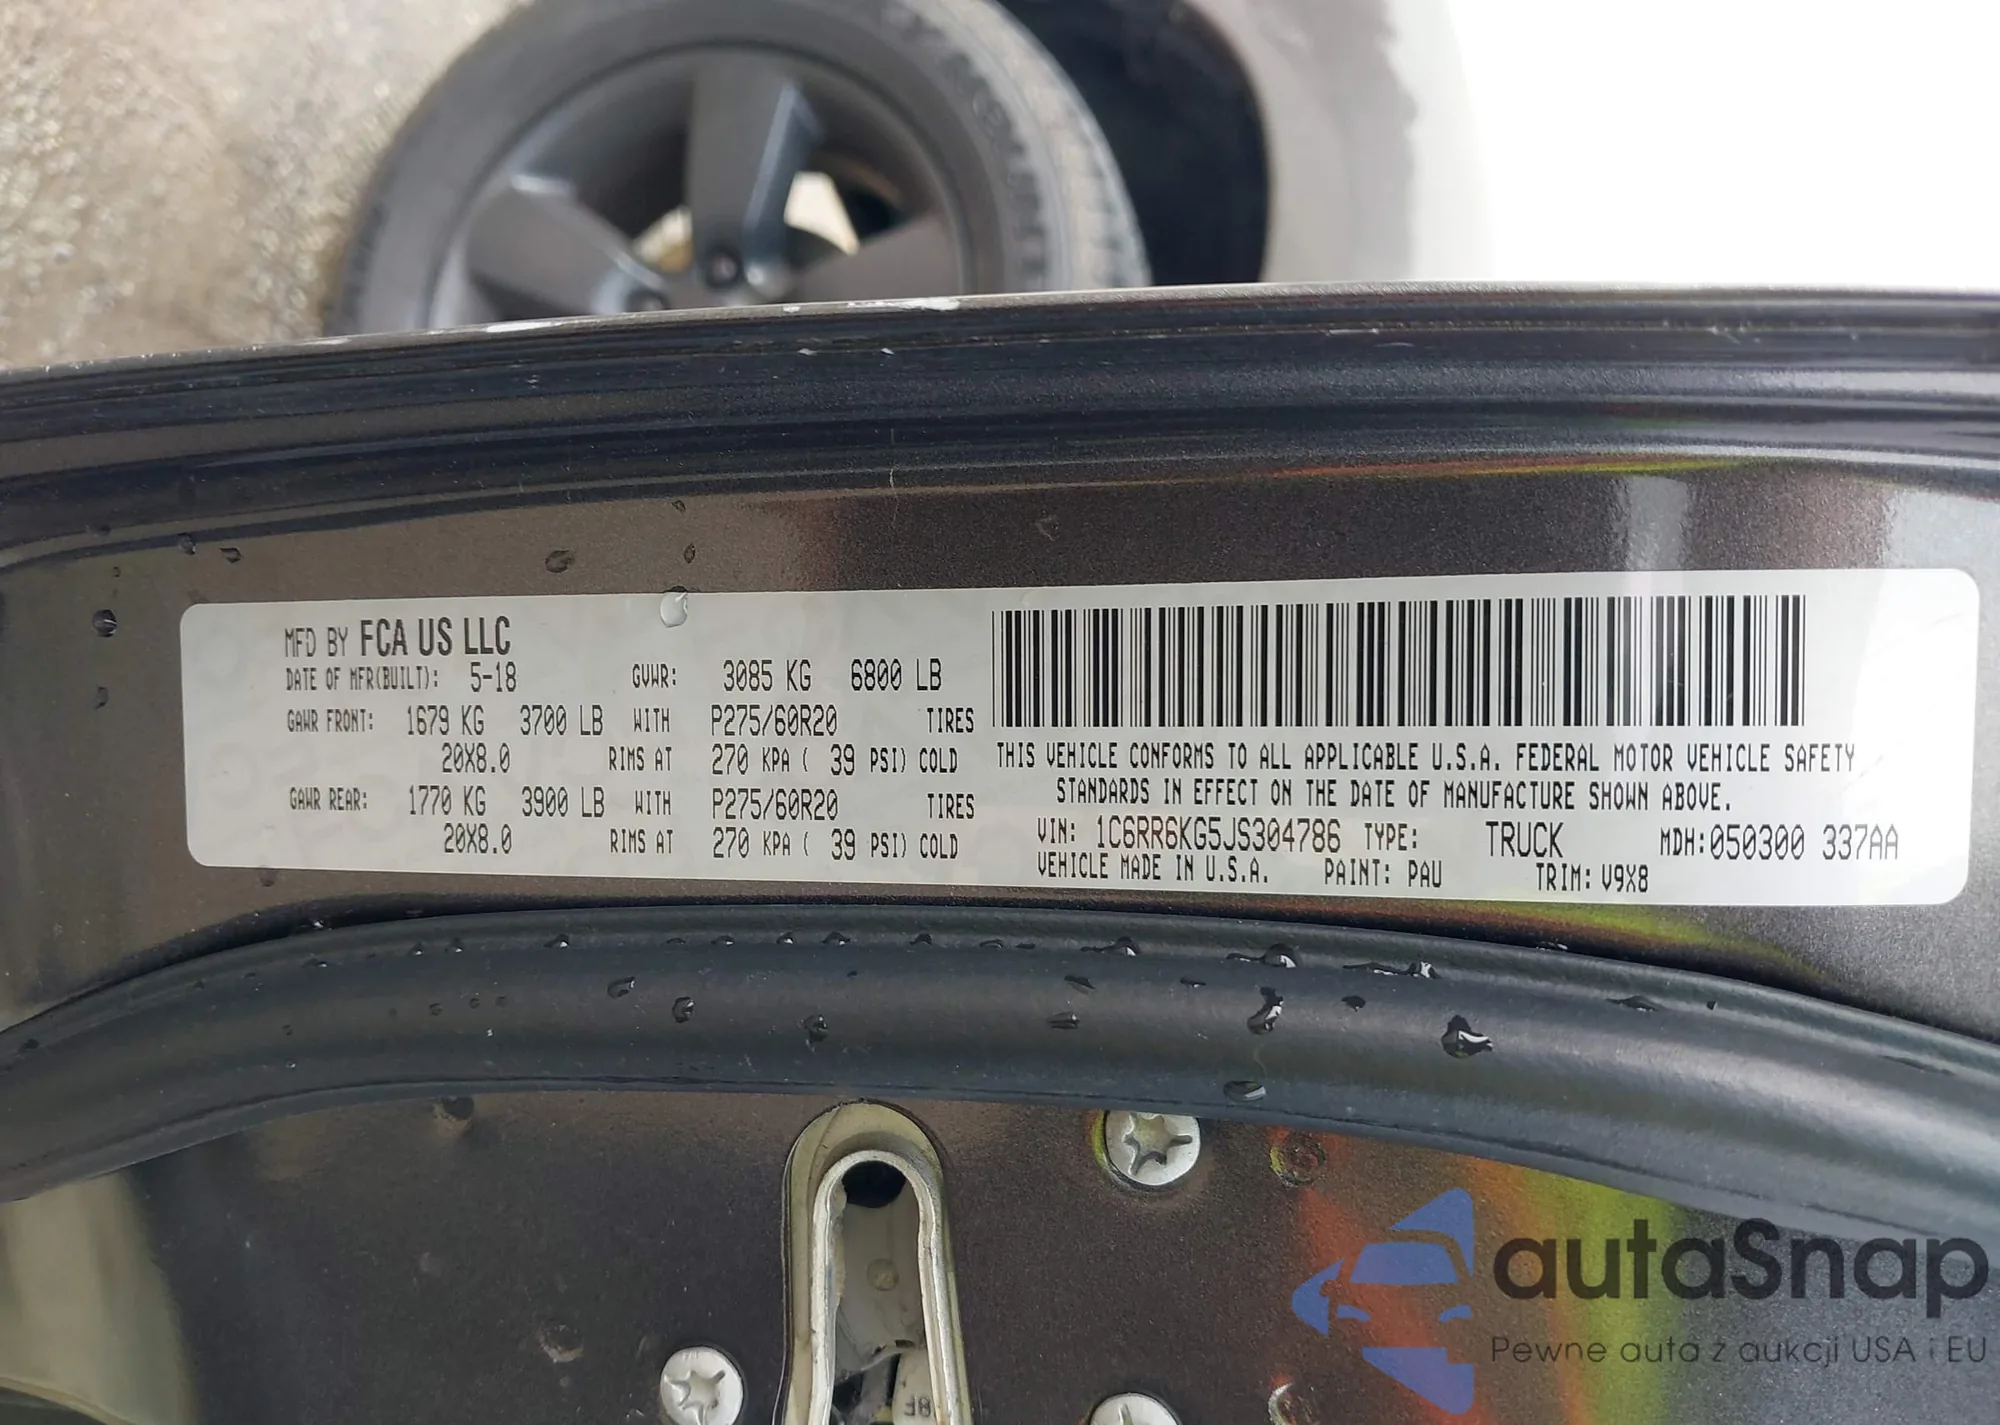 MFD BY FCA US LLC
DATE OF MFR(BUILT): 5-18 GVWR: 3085 KG 6800 LB
GAWR FRONT: 1679 KG 3700 LB WITH P275/60R20 TIRES
20X8.0 RIMS AT 270 KPA ( 39 PSI) COLD
GAWR REAR: 1770 KG 3900 LB WITH P275/60R20 TIRES
20X8.0 RIMS AT 270 KPA ( 39 PSI) COLD
THIS VEHICLE CONFORMS TO ALL APPLICABLE U.S.A. FEDERAL MOTOR VEHICLE SAFETY
STANDARDS IN EFFECT ON THE DATE OF MANUFACTURE SHOWN ABOVE.
VIN: 1C6RR6KG5JS304786 TYPE: TRUCK MDH:050300 337AA
VEHICLE MADE IN U.S.A. PAINT: PAU TRIM: V9X8
autaSnap
Pewne auta z aukcji USA i EU